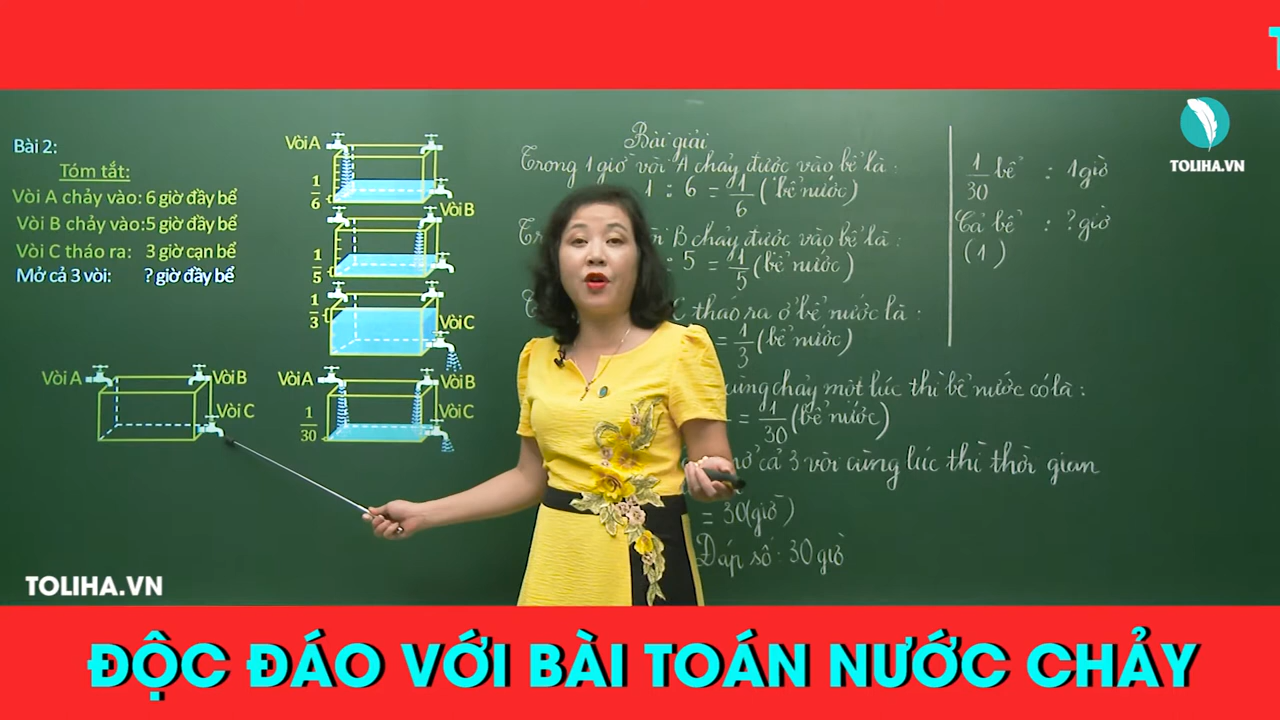 T
TOLIHA.VN
Bài 2:
Tóm tắt:
Vòi A chảy vào: 6 giờ đầy bể
Vòi B chảy vào: 5 giờ đầy bể
Vòi C tháo ra: 3 giờ cạn bể
Mở cả 3 vòi: ? giờ đầy bể
Vòi A
1/6
Vòi B
1/5
1/3
Vòi C
Vòi A
Vòi B
Vòi C
Vòi A
Vòi B
Vòi C
1/30
Bài giải
Trong 1 giờ vòi A chảy được vào bể là:
1 : 6 = 1/6 (bể nước)
B chảy được vào bể là:
: 5 = 1/5 (bể nước)
C tháo ra ở bể nước là:
= 1/3 (bể nước)
cùng chảy một lúc thì bể nước có là:
= 1/30 (bể nước)
cả 3 vòi cùng lúc thì thời gian
= 30(giờ)
Đáp số: 30 giờ
1/30 bể : 1 giờ
Cả bể : ? giờ
(1)
TOLIHA.VN
ĐỘC ĐÁO VỚI BÀI TOÁN NƯỚC CHẢY